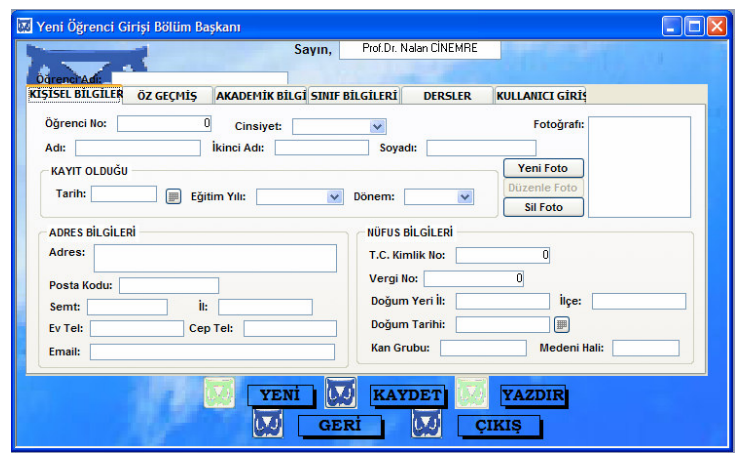 Yeni Öğrenci Girişi Bölüm Başkanı
Sayın, Prof.Dr. Nalan CİNEMRE
Öğrenci Adı:
KİŞİSEL BİLGİLER ÖZ GEÇMİŞ AKADEMİK BİLGİ SINIF BİLGİLERİ DERSLER KULLANICI GİRİŞ
Öğrenci No: 0 Cinsiyet: Fotoğrafı:
Adı: İkinci Adı: Soyadı:
KAYIT OLDUĞU Yeni Foto
Tarih: Eğitim Yılı: Dönem: Düzenle Foto
Sil Foto
ADRES BİLGİLERİ NÜFUS BİLGİLERİ
Adres: T.C. Kimlik No: 0
Posta Kodu: Vergi No: 0
Semt: İl: Doğum Yeri İl: İlçe:
Ev Tel: Cep Tel: Doğum Tarihi:
Email: Kan Grubu: Medeni Hali:
YENİ KAYDET YAZDIR
GERİ ÇIKIŞ